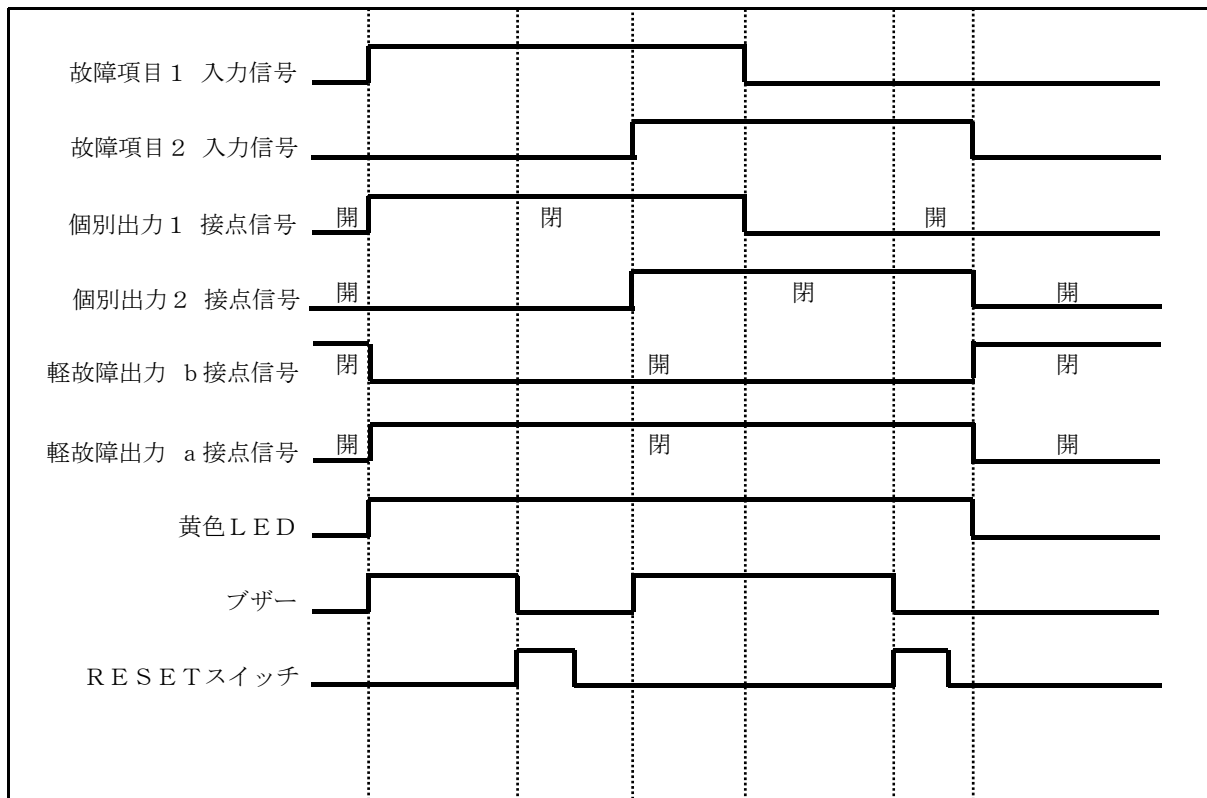 故障項目１ 入力信号
故障項目２ 入力信号
個別出力１ 接点信号 開 閉 開
個別出力２ 接点信号 開 閉 開
軽故障出力 ｂ接点信号 閉 開 閉
軽故障出力 ａ接点信号 開 閉 開
黄色ＬＥＤ
ブザー
ＲＥＳＥＴスイッチ